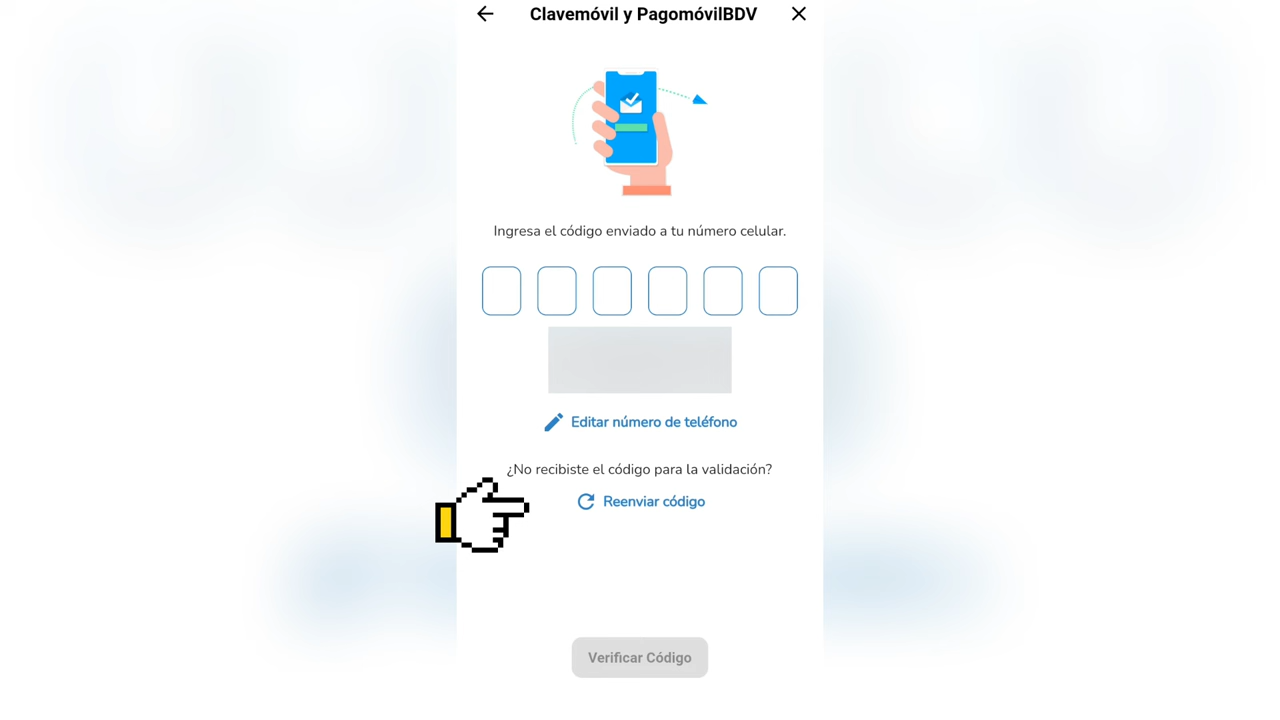 Clavemóvil y PagomóvilBDV
Ingresa el código enviado a tu número celular.
Editar número de teléfono
¿No recibiste el código para la validación?
Reenviar código
Verificar Código